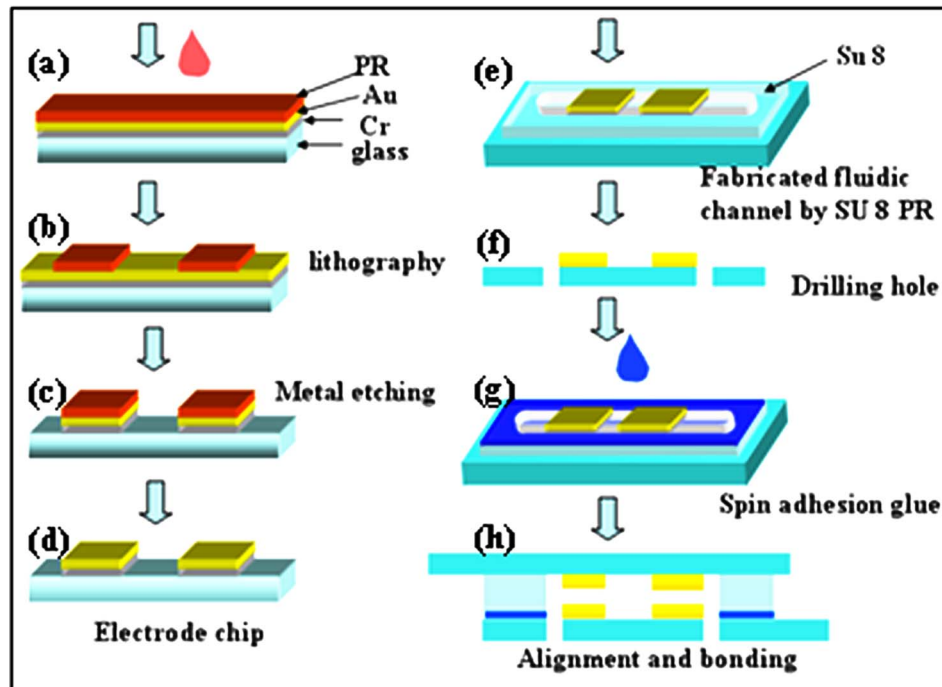 (a)
PR
Au
Cr
glass
(b)
lithography
(c)
Metal etching
(d)
Electrode chip
(e)
Su 8
Fabricated fluidic
channel by SU 8 PR
(f)
Drilling hole
(g)
Spin adhesion glue
(h)
Alignment and bonding